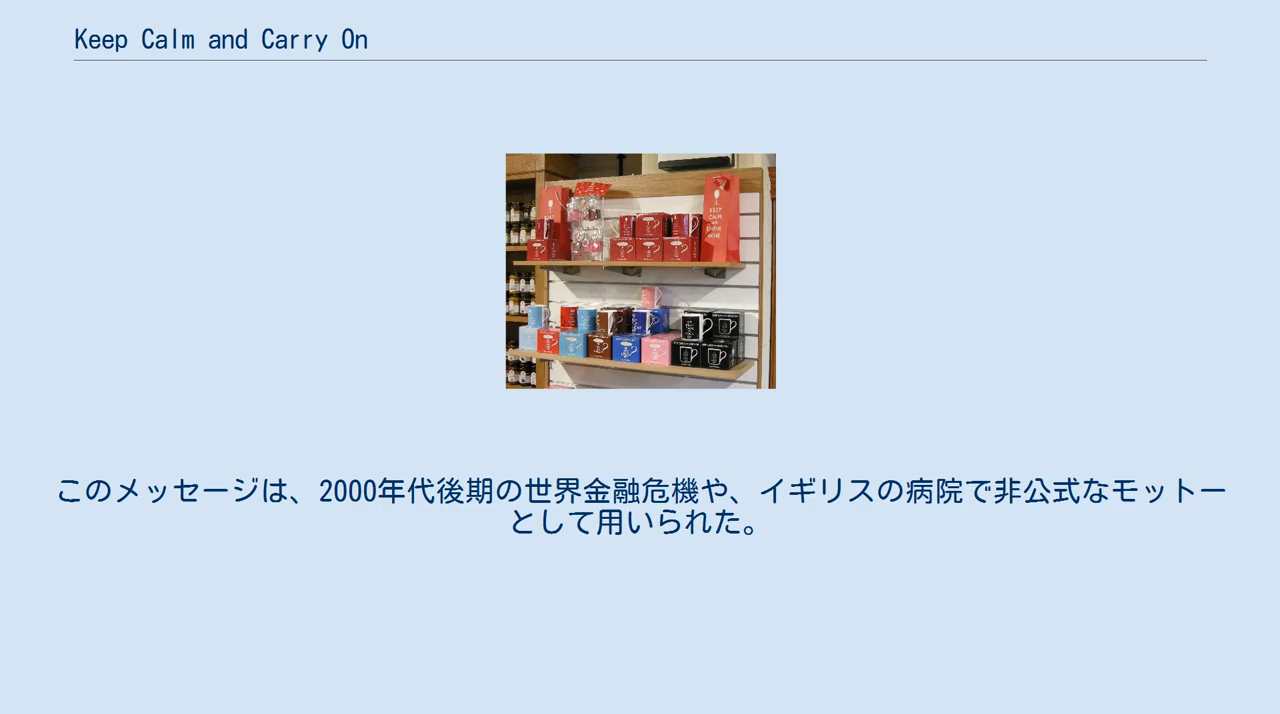 Keep Calm and Carry On
KEEP
CALM
このメッセージは、2000年代後期の世界金融危機や、イギリスの病院で非公式なモットー
として用いられた。